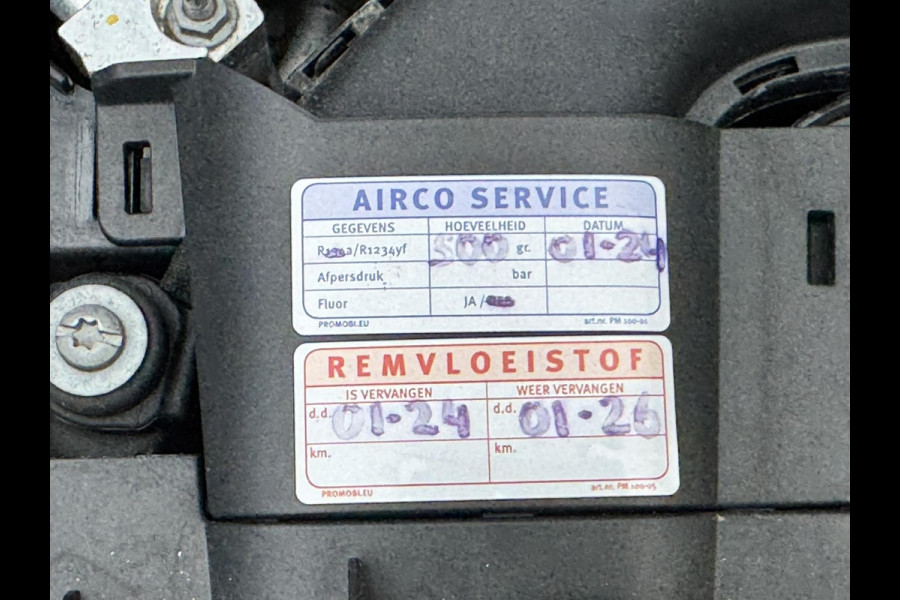 AIRCO SERVICE
GEGEVENS HOEVEELHEID DATUM
/R1234yf 500 gr. 01-24
Afpersdruk bar
Fluor JA /
PROMOBI.EU art.nr. PM 100-01
REMVLOEISTOF
IS VERVANGEN WEER VERVANGEN
d.d. 01-24 d.d. 01-26
km. km.
PROMOBI.EU art.nr. PM 100-05